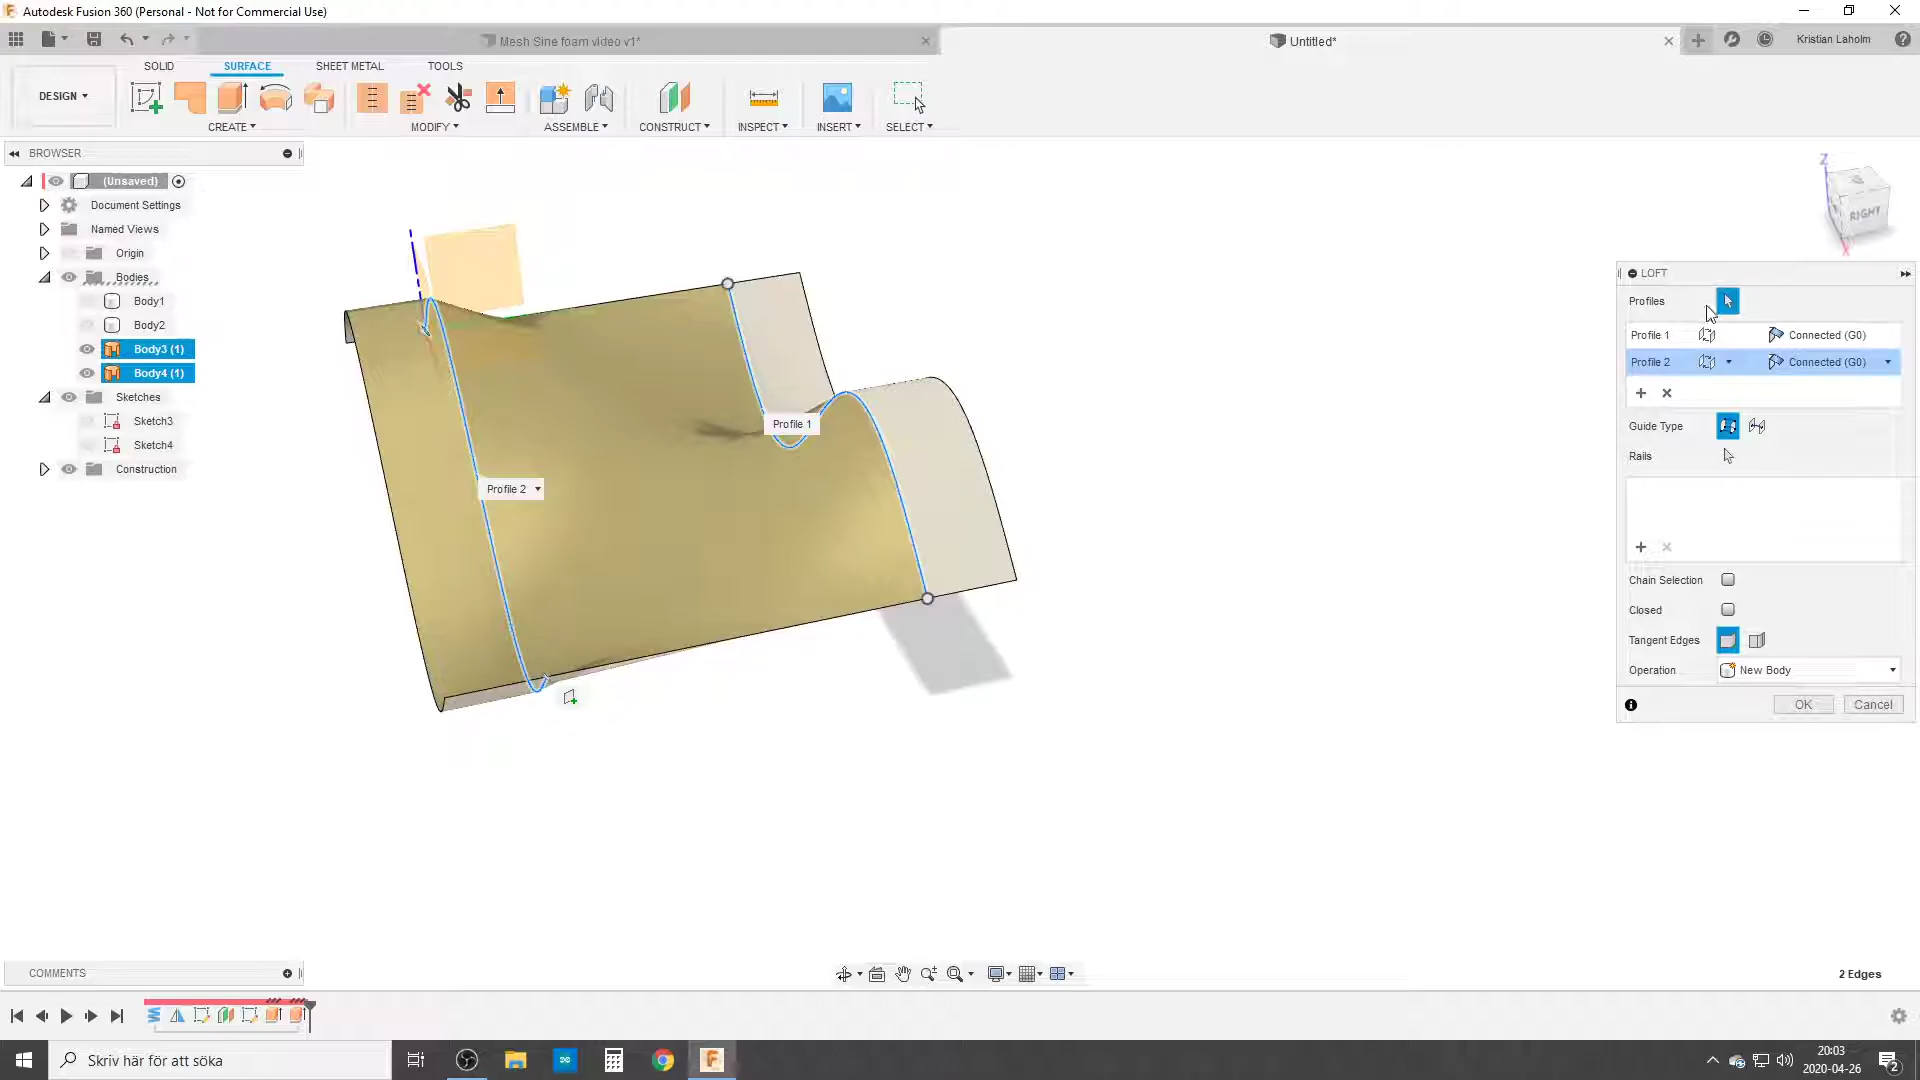 Autodesk Fusion 360 (Personal - Not for Commercial Use)
Mesh Sine foam video v1*
Untitled*
Kristian Laholm
SOLID
SURFACE
SHEET METAL
TOOLS
DESIGN
CREATE
MODIFY
ASSEMBLE
CONSTRUCT
INSPECT
INSERT
SELECT
BROWSER
(Unsaved)
Document Settings
Named Views
Origin
Bodies
Body1
Body2
Body3 (1)
Body4 (1)
Sketches
Sketch3
Sketch4
Construction
Profile 1
Profile 2
Z
RIGHT
X
LOFT
Profiles
Profile 1 Connected (G0)
Profile 2 Connected (G0)
Guide Type
Rails
Chain Selection
Closed
Tangent Edges
Operation New Body
OK Cancel
COMMENTS
2 Edges
Skriv här för att söka
20:03
2020-04-26
2